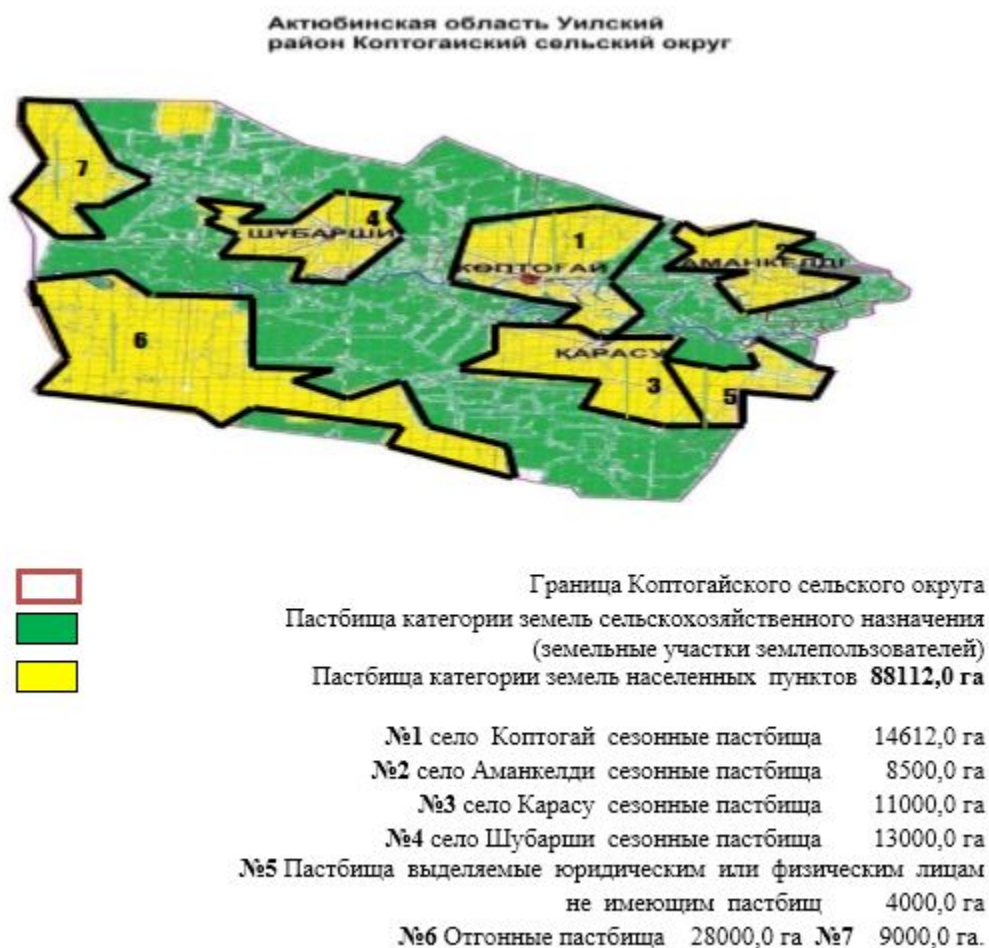 Актюбинская область Уилский
район Коптогаиский сельский округ
7
4
ШУБАРШИ
1
КӨПТОҒАЙ
2
АМАНКЕЛДІ
6
ҚАРАСУ
3
5
Граница Коптогайского сельского округа
Пастбища категории земель сельскохозяйственного назначения
(земельные участки землепользователей)
Пастбища категории земель населенных пунктов 88112,0 га
№1 село Коптогай сезонные пастбища 14612,0 га
№2 село Аманкелди сезонные пастбища 8500,0 га
№3 село Карасу сезонные пастбища 11000,0 га
№4 село Шубарши сезонные пастбища 13000,0 га
№5 Пастбища выделяемые юридическим или физическим лицам
не имеющим пастбищ 4000,0 га
№6 Отгонные пастбища 28000,0 га №7 9000,0 га.